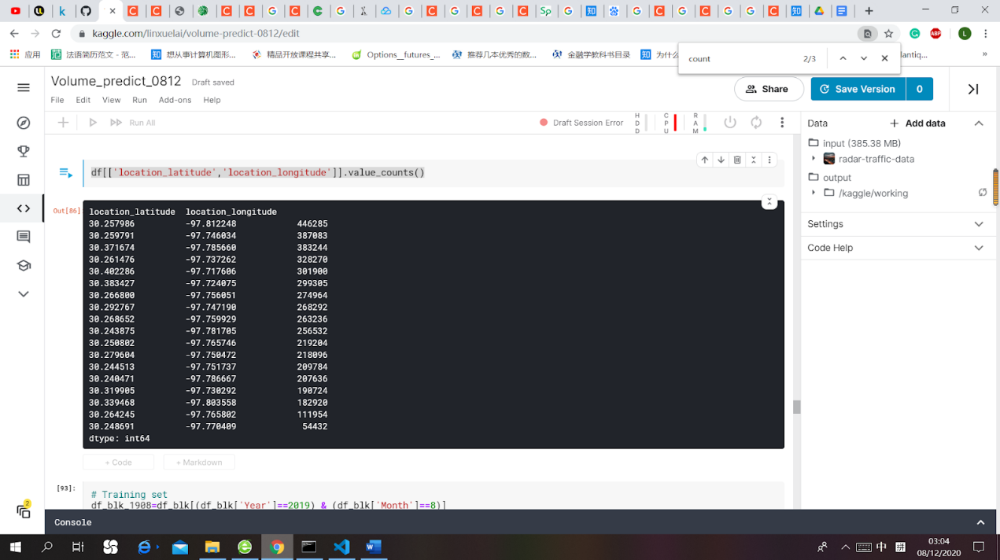 kaggle.com/linxuelai/volume-predict-0812/edit
应用
法语简历范文 - 范...
想从事计算机图形...
精品开放课程共享...
Options__futures_...
推荐几本优秀的数...
金融学教科书目录
为什么
lantiq...
»
count
2/3
Volume_predict_0812
Draft saved
File Edit View Run Add-ons Help
Share
Save Version
0
Run All
Draft Session Error
HDD
CPU
RAM
Data
Add data
input (385.38 MB)
radar-traffic-data
output
/kaggle/working
Settings
Code Help
df[['location_latitude','location_longitude']].value_counts()
Out[86]:
location_latitude location_longitude
30.257986 -97.812248 446285
30.259791 -97.746034 387083
30.371674 -97.785660 383244
30.261476 -97.737262 328270
30.402286 -97.717606 301900
30.383427 -97.724075 299305
30.266800 -97.756051 274964
30.292767 -97.747190 268292
30.268652 -97.759929 263236
30.243875 -97.781705 256532
30.250802 -97.765746 219204
30.279604 -97.750472 218096
30.244513 -97.751737 209784
30.240471 -97.786667 207636
30.319905 -97.730292 190724
30.339468 -97.803558 182920
30.264245 -97.765802 111954
30.248691 -97.770409 54432
dtype: int64
+ Code
+ Markdown
[93]:
# Training set
df_blk_1908=df_blk[(df_blk['Year']==2019) & (df_blk['Month']==8)]
2
Console
中
03:04
08/12/2020